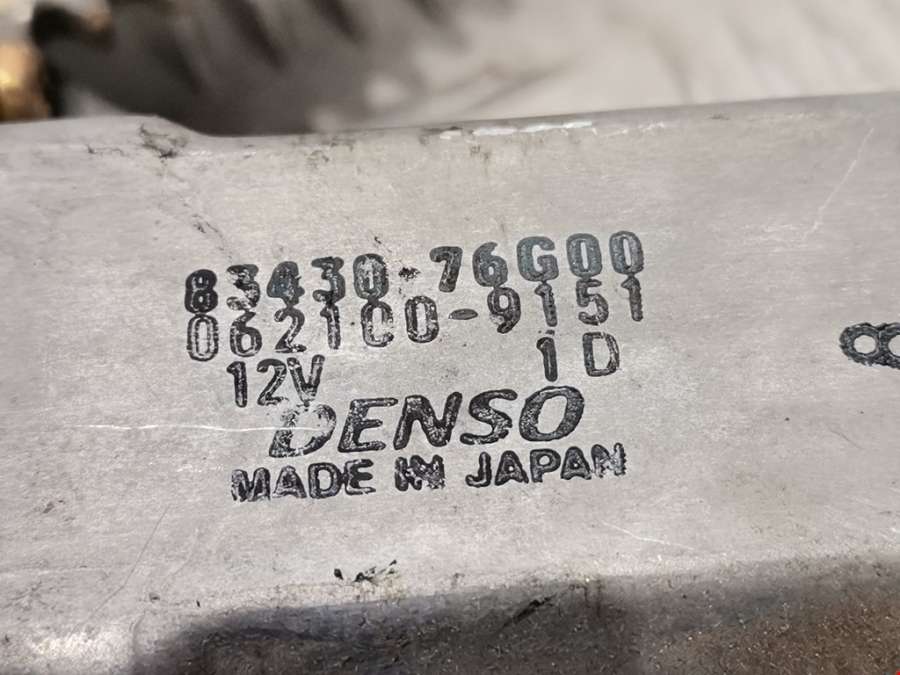 83430-76G00
062100-9151
12V 1D
DENSO
MADE IN JAPAN